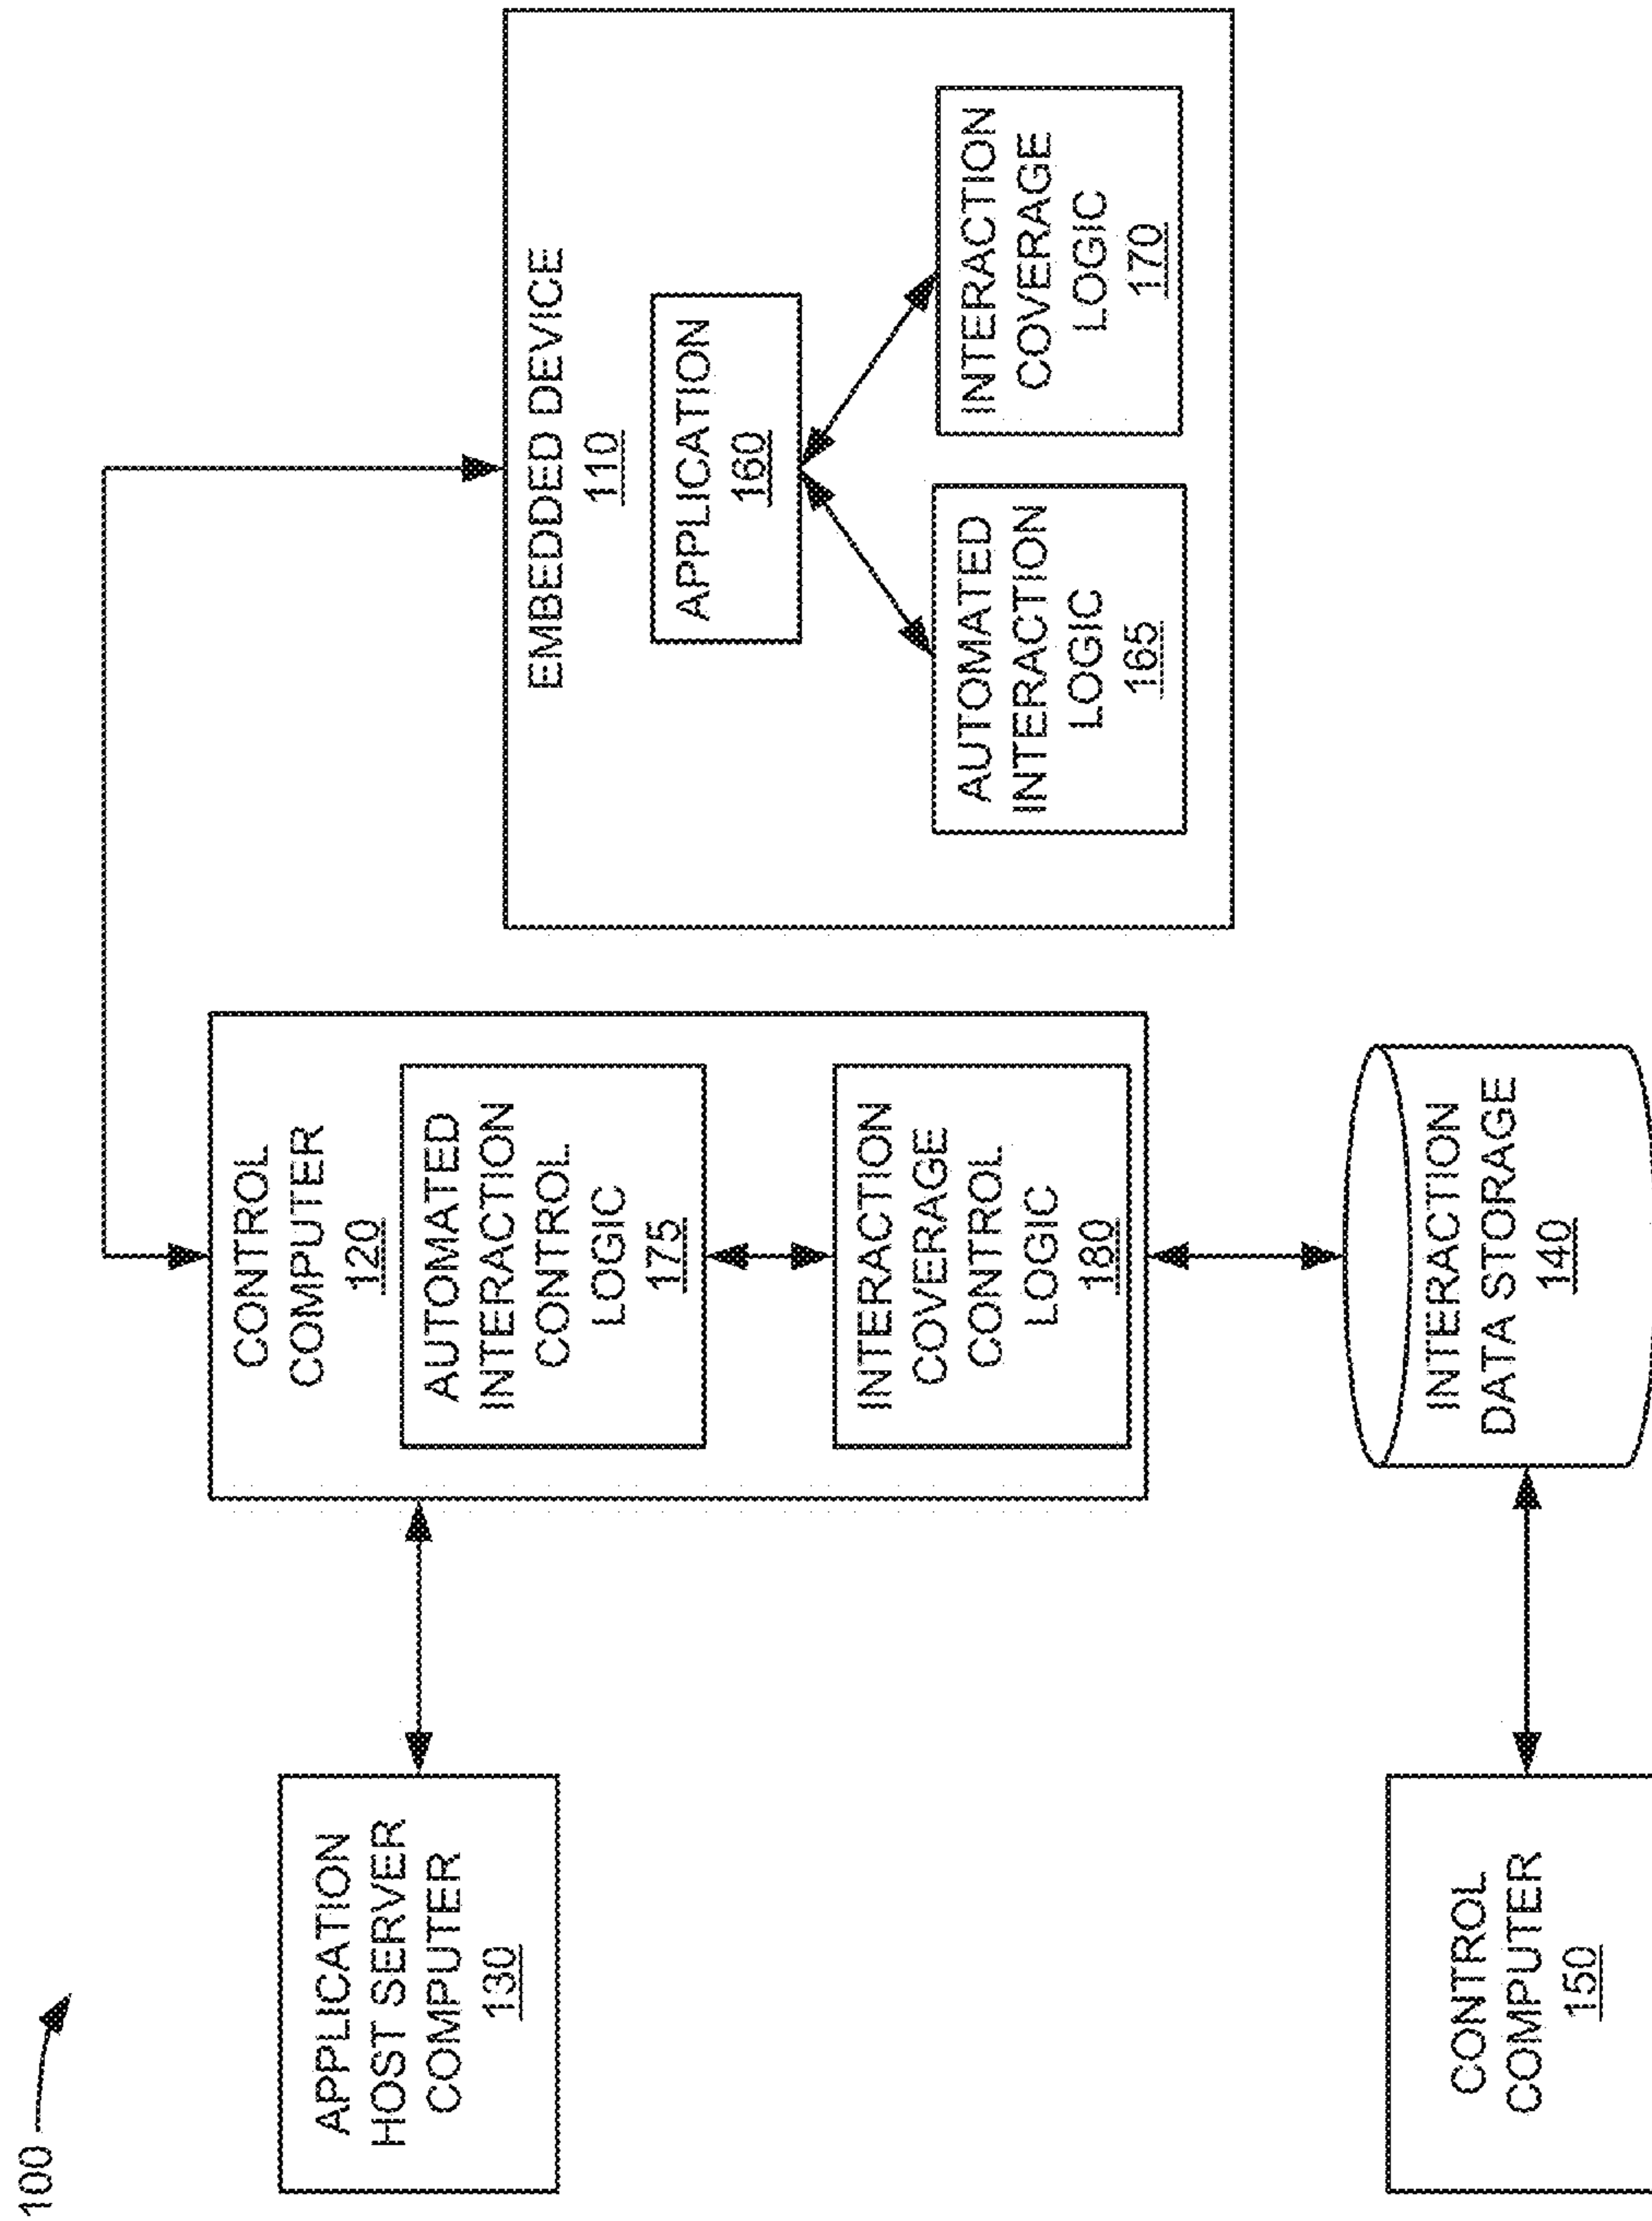 100
APPLICATION
HOST SERVER
COMPUTER
130
CONTROL
COMPUTER
120
AUTOMATED
INTERACTION
CONTROL
LOGIC
175
INTERACTION
COVERAGE
CONTROL
LOGIC
180
EMBEDDED DEVICE
110
APPLICATION
160
AUTOMATED
INTERACTION
LOGIC
165
INTERACTION
COVERAGE
LOGIC
170
CONTROL
COMPUTER
150
INTERACTION
DATA STORAGE
140